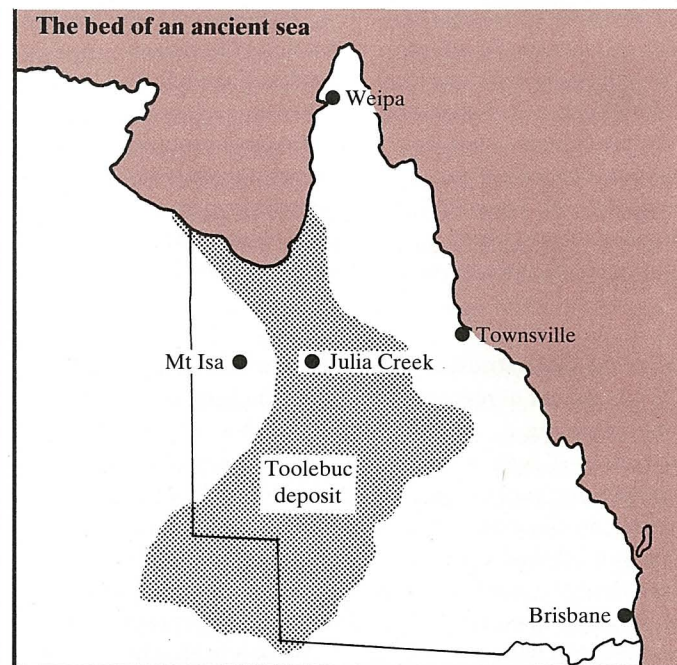 The bed of an ancient sea
Weipa
Townsville
Mt Isa
Julia Creek
Toolebuc
deposit
Brisbane